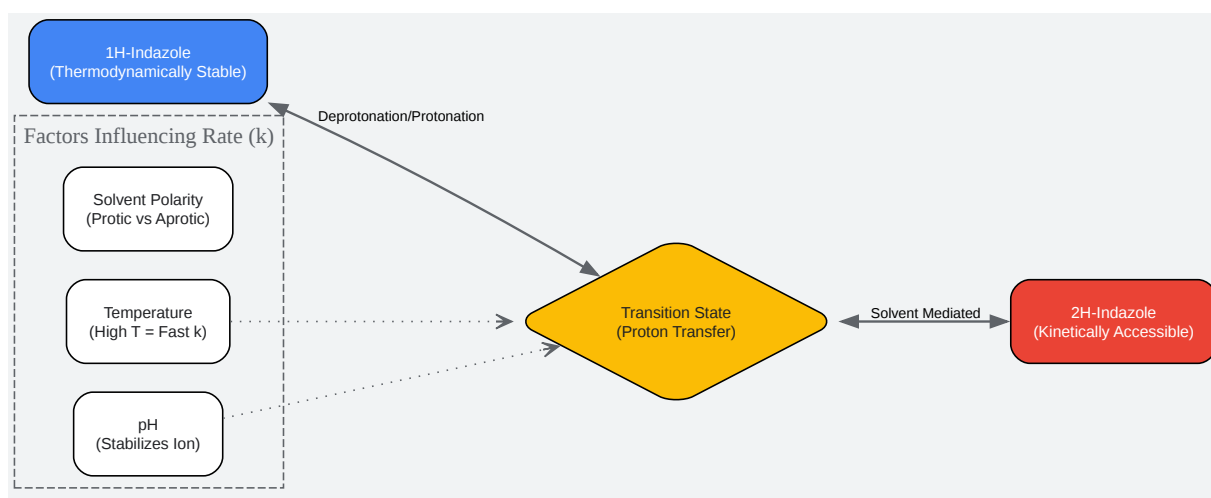 1H-Indazole
(Thermodynamically Stable)
Deprotonation/Protonation
Factors Influencing Rate (k)
Solvent Polarity
(Protic vs Aprotic)
Temperature
(High T = Fast k)
pH
(Stabilizes Ion)
Transition State
(Proton Transfer)
Solvent Mediated
2H-Indazole
(Kinetically Accessible)